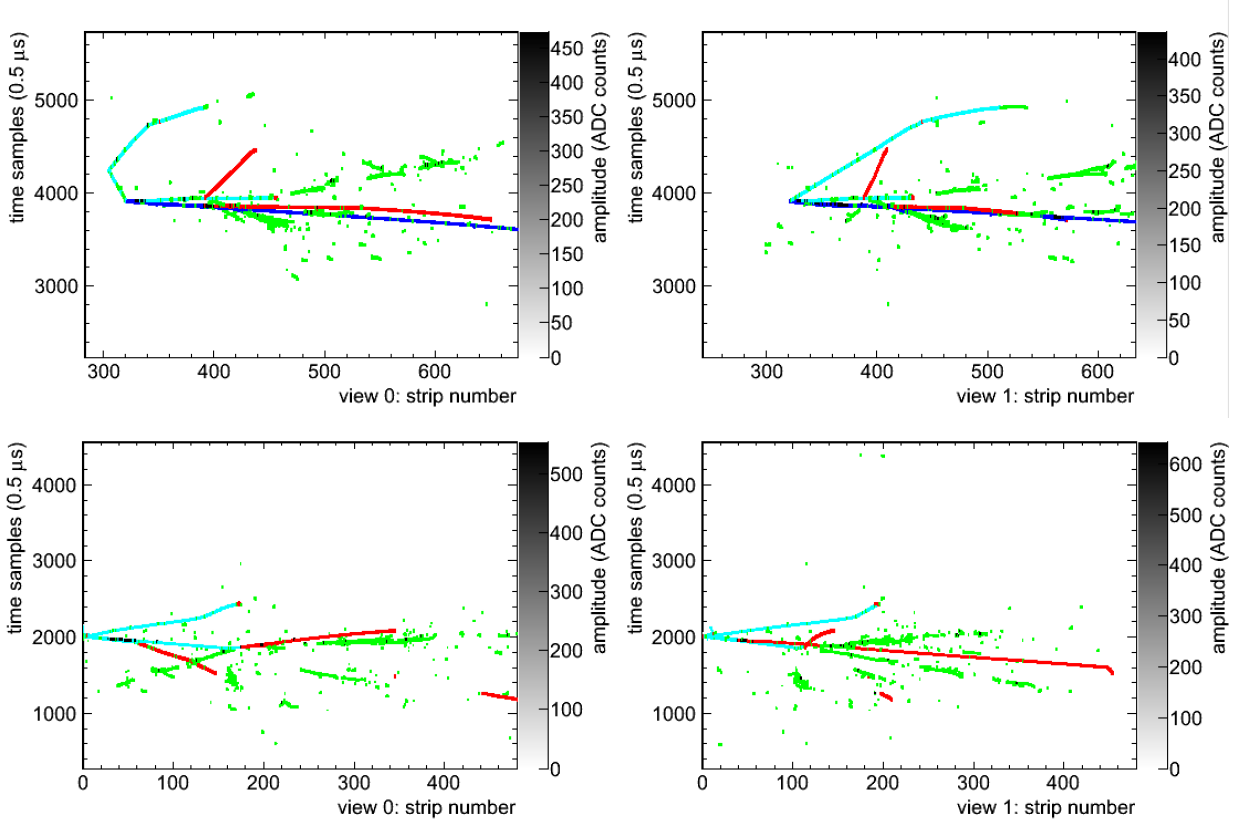 time samples (0.5 μs)
5000
4000
3000
300 400 500 600
view 0: strip number
450
400
350
300
250
200
150
100
50
0
amplitude (ADC counts)
time samples (0.5 μs)
5000
4000
3000
300 400 500 600
view 1: strip number
400
350
300
250
200
150
100
50
0
amplitude (ADC counts)
time samples (0.5 μs)
4000
3000
2000
1000
0 100 200 300 400
view 0: strip number
500
400
300
200
100
0
amplitude (ADC counts)
time samples (0.5 μs)
4000
3000
2000
1000
0 100 200 300 400
view 1: strip number
600
500
400
300
200
100
0
amplitude (ADC counts)